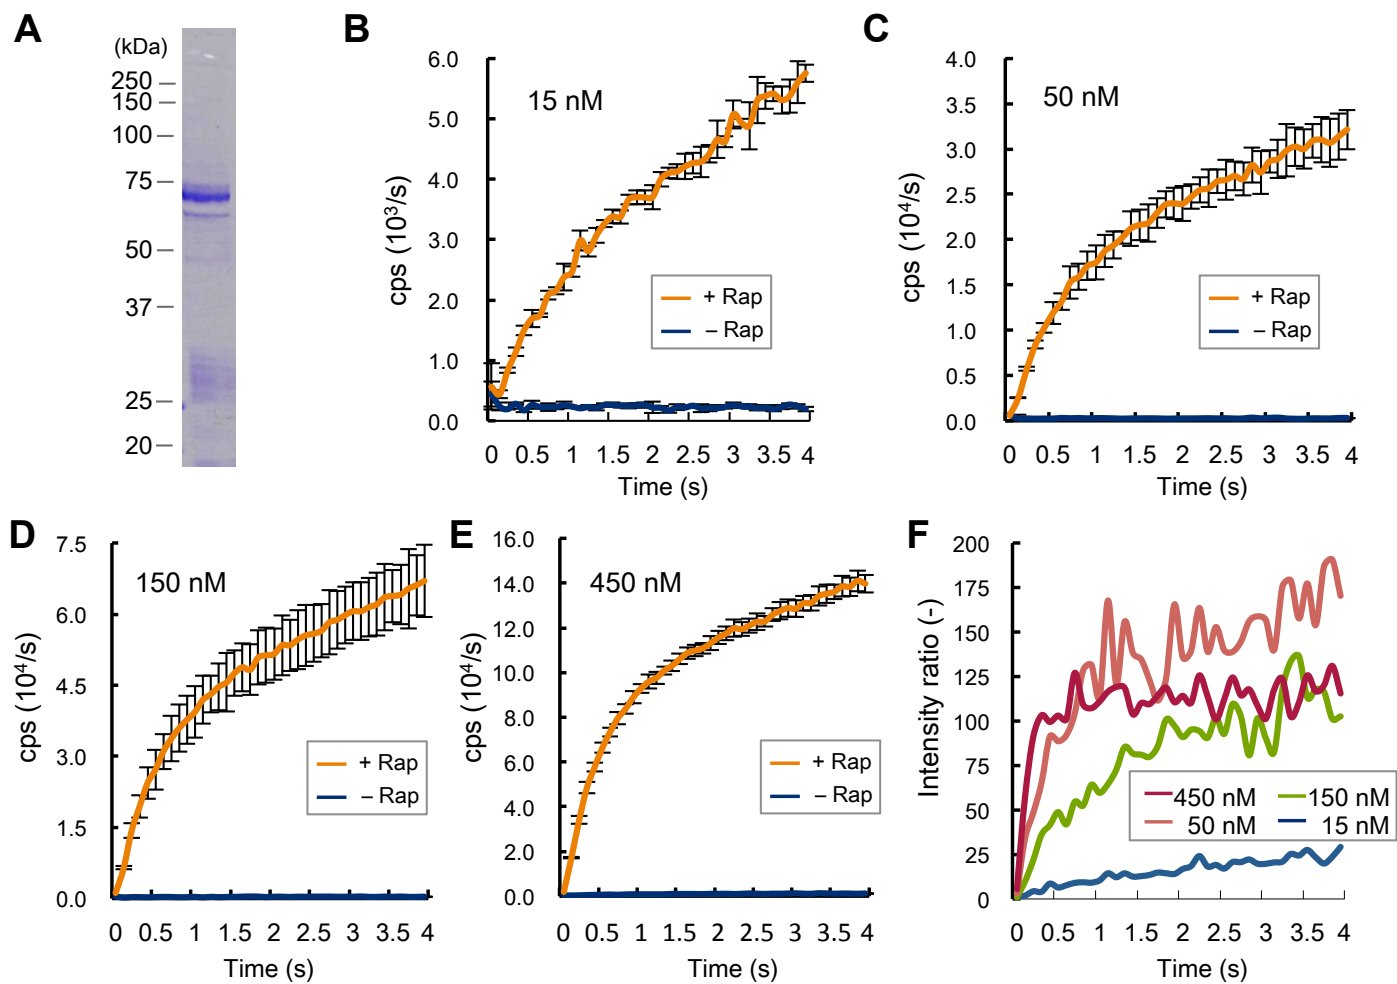 A
(kDa)
250
150
100
75
50
37
25
20
B
6.0
5.0
4.0
3.0
2.0
1.0
0.0
cps (10³/s)
15 nM
+ Rap
– Rap
0 0.5 1 1.5 2 2.5 3 3.5 4
Time (s)
C
4.0
3.5
3.0
2.5
2.0
1.5
1.0
0.5
0.0
cps (10⁴/s)
50 nM
+ Rap
– Rap
0 0.5 1 1.5 2 2.5 3 3.5 4
Time (s)
D
7.5
6.0
4.5
3.0
1.5
0.0
cps (10⁴/s)
150 nM
+ Rap
– Rap
0 0.5 1 1.5 2 2.5 3 3.5 4
Time (s)
E
16.0
14.0
12.0
10.0
8.0
6.0
4.0
2.0
0.0
cps (10⁴/s)
450 nM
+ Rap
– Rap
0 0.5 1 1.5 2 2.5 3 3.5 4
Time (s)
F
200
175
150
125
100
75
50
25
0
Intensity ratio (-)
450 nM 150 nM
50 nM 15 nM
0 0.5 1 1.5 2 2.5 3 3.5 4
Time (s)